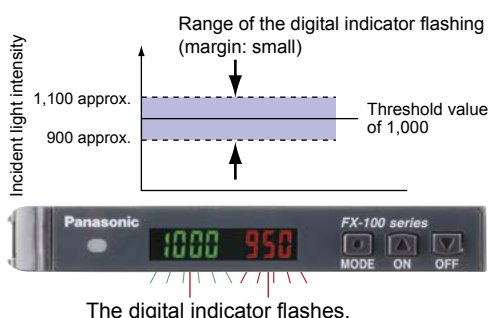 Range of the digital indicator flashing
(margin: small)
Incident light intensity
1,100 approx.
900 approx.
Threshold value
of 1,000
Panasonic
FX-100 series
1000 950
MODE ON OFF
The digital indicator flashes.